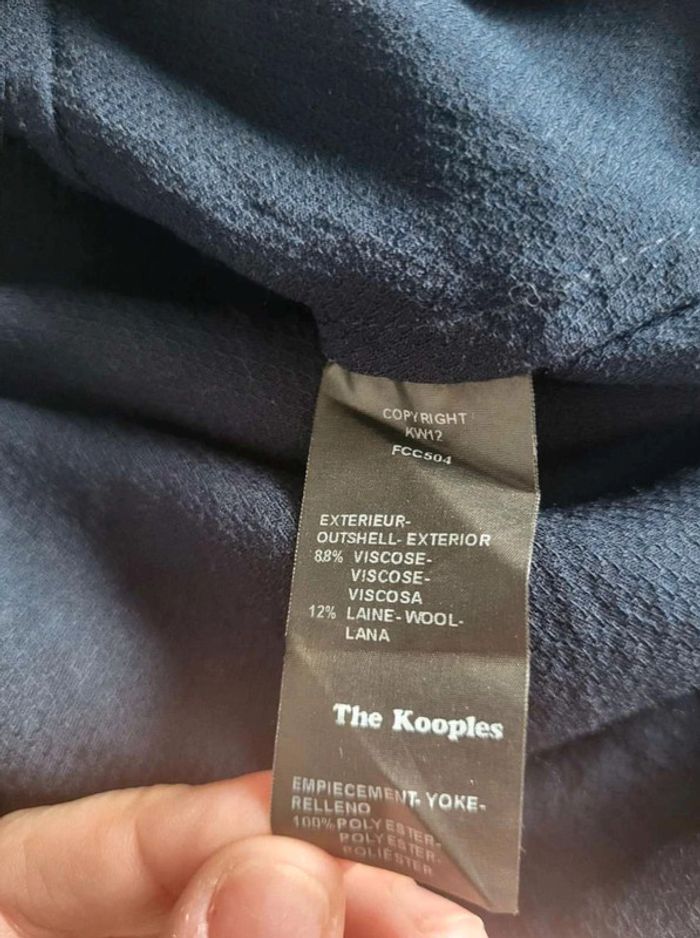 COPYRIGHT
KW12
FCC504
EXTERIEUR-
OUTSHELL- EXTERIOR
88% VISCOSE-
VISCOSE-
VISCOSA
12% LAINE- WOOL-
LANA
The Kooples
EMPIECEMENT- YOKE-
RELLENO
100% POLYESTER-
POLYESTER-
POLIÉSTER